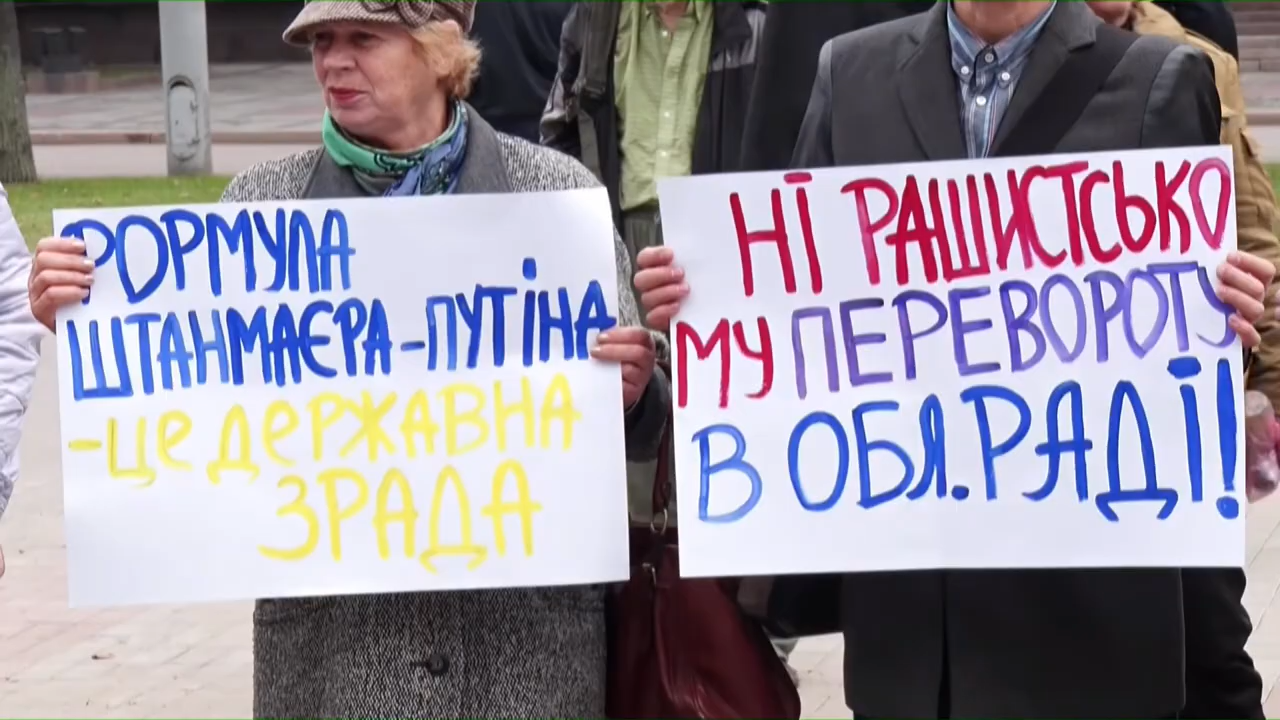 ФОРМУЛА
ШТАНМАЄРА-ПУТІНА
-ЦЕ ДЕРЖАВНА
ЗРАДА
НІ РАШИСТСЬКО
МУ ПЕРЕВОРОТУ
В ОБЛ. РАДІ!